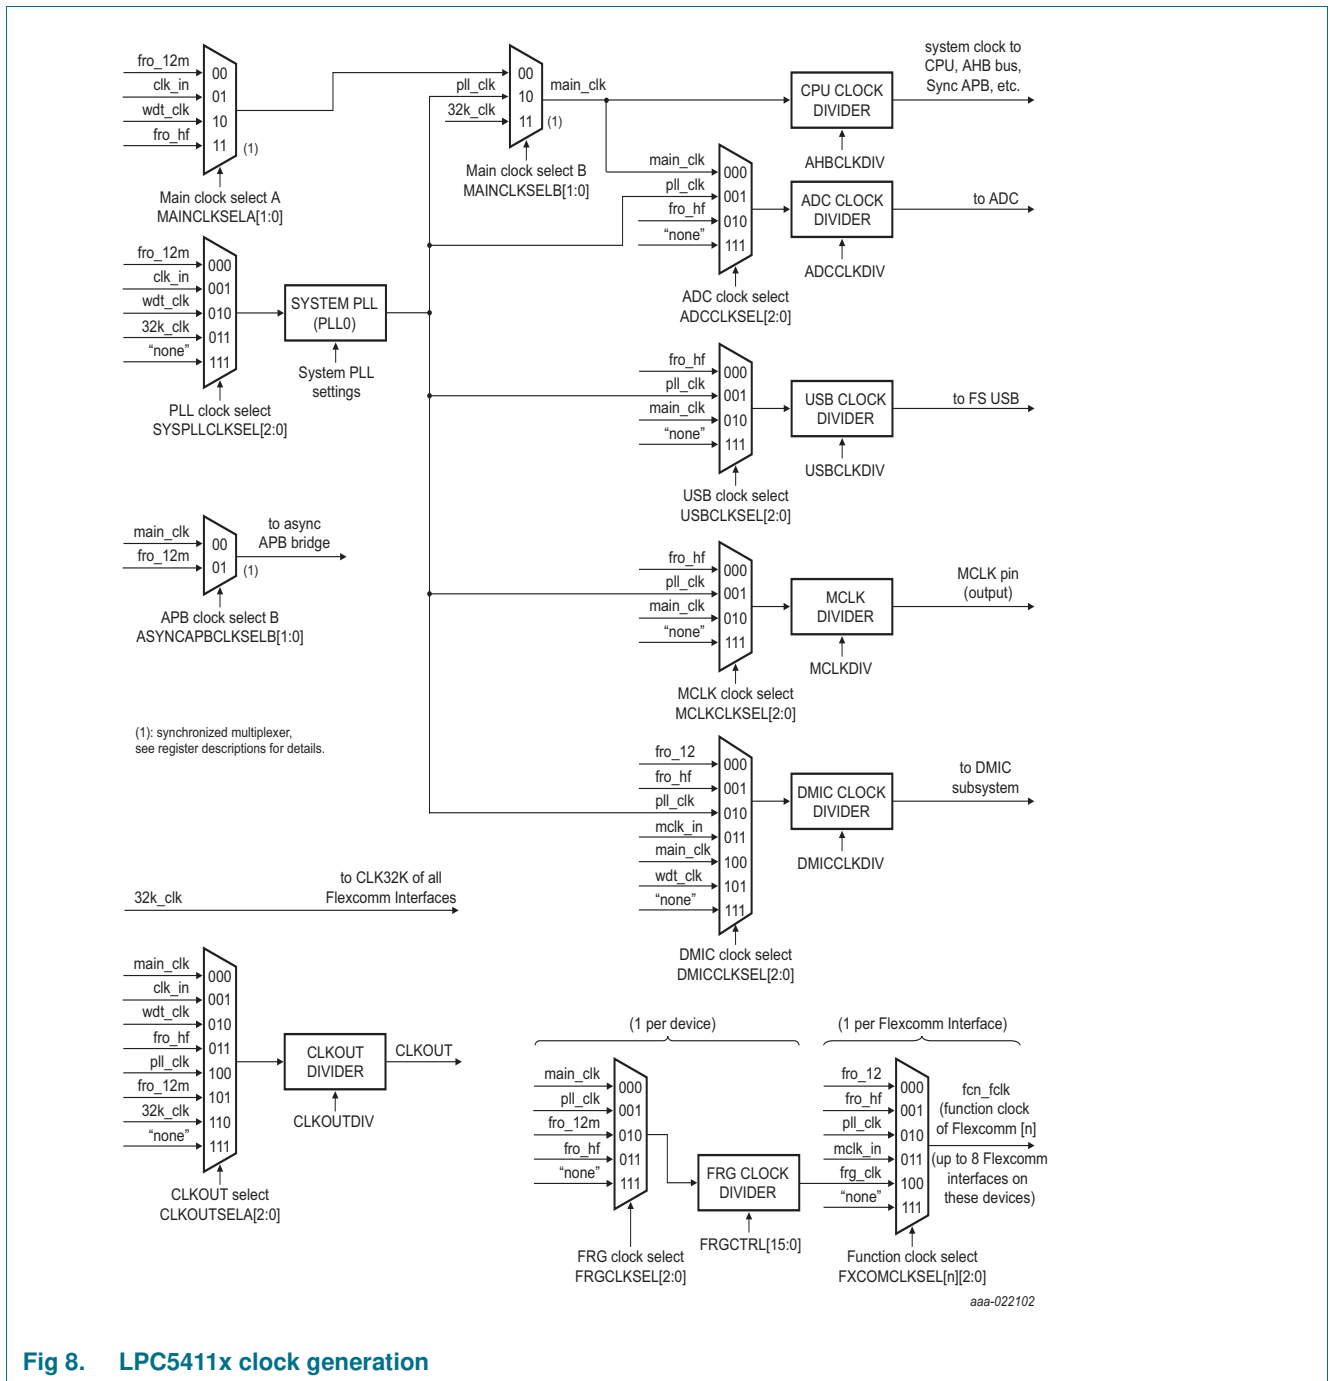 fro_12m
clk_in
wdt_clk
fro_hf
00
01
10
11
(1)
Main clock select A
MAINCLKSELA[1:0]
pll_clk
32k_clk
00
10
11
(1)
main_clk
Main clock select B
MAINCLKSELB[1:0]
CPU CLOCK
DIVIDER
AHBCLKDIV
system clock to
CPU, AHB bus,
Sync APB, etc.
main_clk
pll_clk
fro_hf
“none”
000
001
010
111
ADC clock select
ADCCLKSEL[2:0]
ADC CLOCK
DIVIDER
ADCCLKDIV
to ADC
fro_12m
clk_in
wdt_clk
32k_clk
“none”
000
001
010
011
111
PLL clock select
SYSPLLCLKSEL[2:0]
SYSTEM PLL
(PLL0)
System PLL
settings
fro_hf
pll_clk
main_clk
“none”
000
001
010
111
USB clock select
USBCLKSEL[2:0]
USB CLOCK
DIVIDER
USBCLKDIV
to FS USB
main_clk
fro_12m
00
01
(1)
to async
APB bridge
APB clock select B
ASYNCAPBCLKSELB[1:0]
fro_hf
pll_clk
main_clk
“none”
000
001
010
111
MCLK clock select
MCLKCLKSEL[2:0]
MCLK
DIVIDER
MCLKDIV
MCLK pin
(output)
(1): synchronized multiplexer,
see register descriptions for details.
fro_12
fro_hf
pll_clk
mclk_in
main_clk
wdt_clk
“none”
000
001
010
011
100
101
111
DMIC clock select
DMICCLKSEL[2:0]
DMIC CLOCK
DIVIDER
DMICCLKDIV
to DMIC
subsystem
32k_clk
to CLK32K of all
Flexcomm Interfaces
main_clk
clk_in
wdt_clk
fro_hf
pll_clk
fro_12m
32k_clk
“none”
000
001
010
011
100
101
110
111
CLKOUT select
CLKOUTSELA[2:0]
CLKOUT
DIVIDER
CLKOUTDIV
CLKOUT
(1 per device)
main_clk
pll_clk
fro_12m
fro_hf
“none”
000
001
010
011
111
FRG clock select
FRGCLKSEL[2:0]
FRG CLOCK
DIVIDER
FRGCTRL[15:0]
(1 per Flexcomm Interface)
fro_12
fro_hf
pll_clk
mclk_in
frg_clk
“none”
000
001
010
011
100
111
Function clock select
FXCOMCLKSEL[n][2:0]
fcn_fclk
(function clock
of Flexcomm [n]
(up to 8 Flexcomm
interfaces on
these devices)
aaa-022102
Fig 8. LPC5411x clock generation